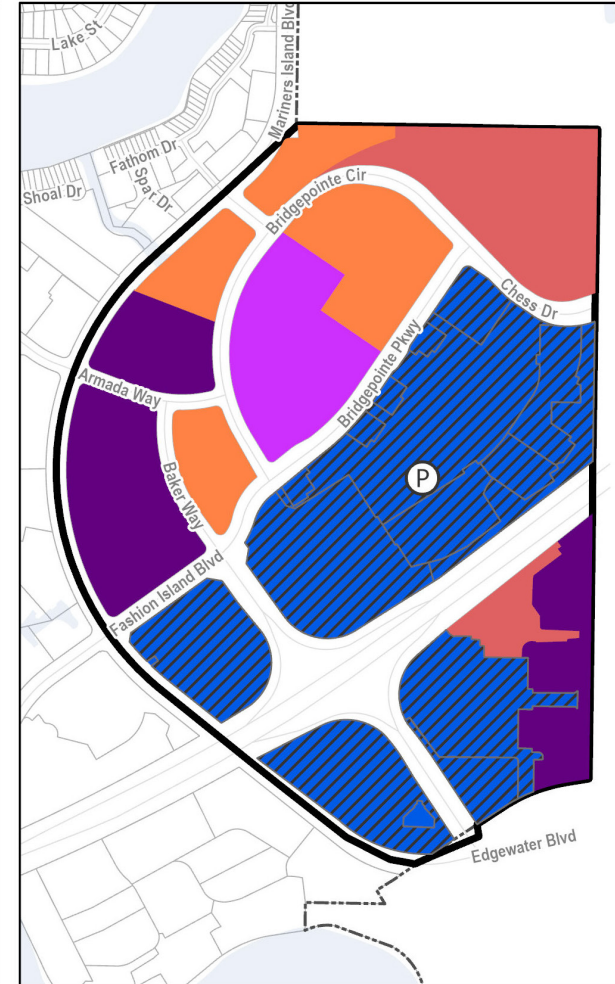 Lake St
Mariners Island Blvd
Fathom Dr
Spar Dr
Shoal Dr
Bridgepointe Cir
Chess Dr
Bridgepointe Pkwy
Armada Way
Baker Way
P
Fashion Island Blvd
Edgewater Blvd